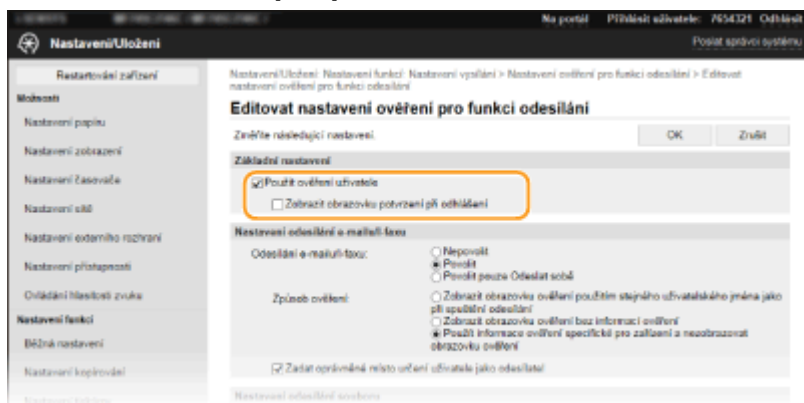 Na portál Přihlásit uživatele: 7654321 Odhlásit
Nastavení/Uložení
Poslat správci systému
Restartování zařízení
Nastavení/Uložení: Nastavení funkcí: Nastavení vysílání > Nastavení ověření pro funkci odesílání > Editovat
nastavení ověření pro funkci odesílání
Možnosti
Editovat nastavení ověření pro funkci odesílání
Nastavení papíru
Změňte následující nastavení.
OK
Zrušit
Nastavení zobrazení
Základní nastavení
Nastavení časovače
Použít ověření uživatele
Zobrazit obrazovku potvrzení při odhlášení
Nastavení sítě
Nastavení externího rozhraní
Nastavení odesílání e-mailu/I-faxu
Odesílání e-mailu/I-faxu:
Nepovolit
Povolit
Povolit pouze Odeslat sobě
Nastavení přístupnosti
Ovládání hlasitosti zvuku
Způsob ověření:
Zobrazit obrazovku ověření použitím stejného uživatelského jména jako
při spuštění odesílání
Zobrazit obrazovku ověření bez informací ověření
Použít informace ověření specifické pro zařízení a nezobrazovat
obrazovku ověření
Nastavení funkcí
Běžná nastavení
Nastavení kopírování
Zadat oprávněné místo určení uživatele jako odesílatel
Nastavení odesílání souboru